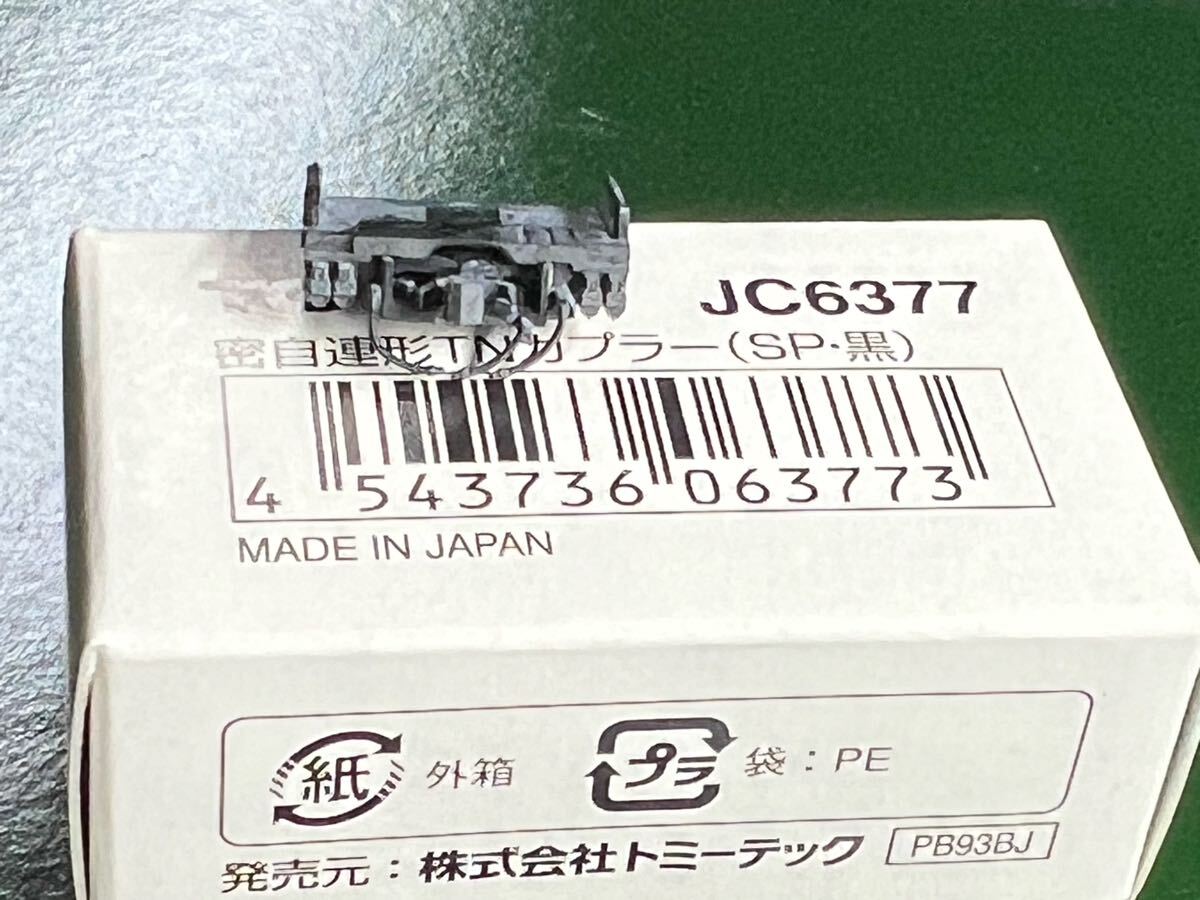 JC6377
密自連形TNカプラー(SP・黒)
4 543736 063773
MADE IN JAPAN
紙 外箱 プラ 袋：PE
発売元：株式会社トミーテック PB93BJ